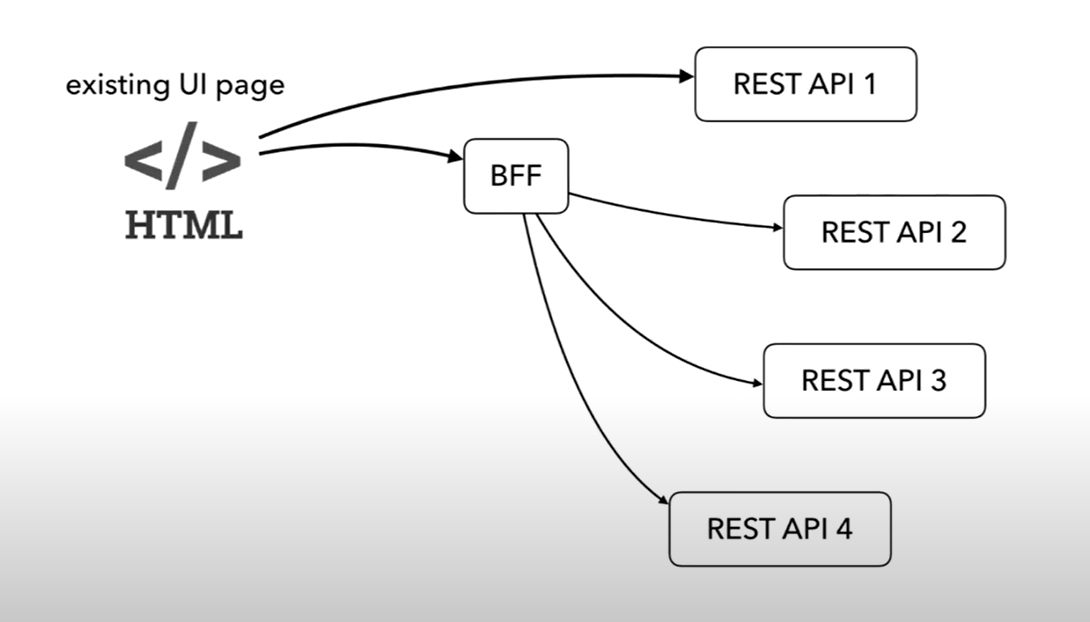 existing UI page
</>
HTML
REST API 1
BFF
REST API 2
REST API 3
REST API 4